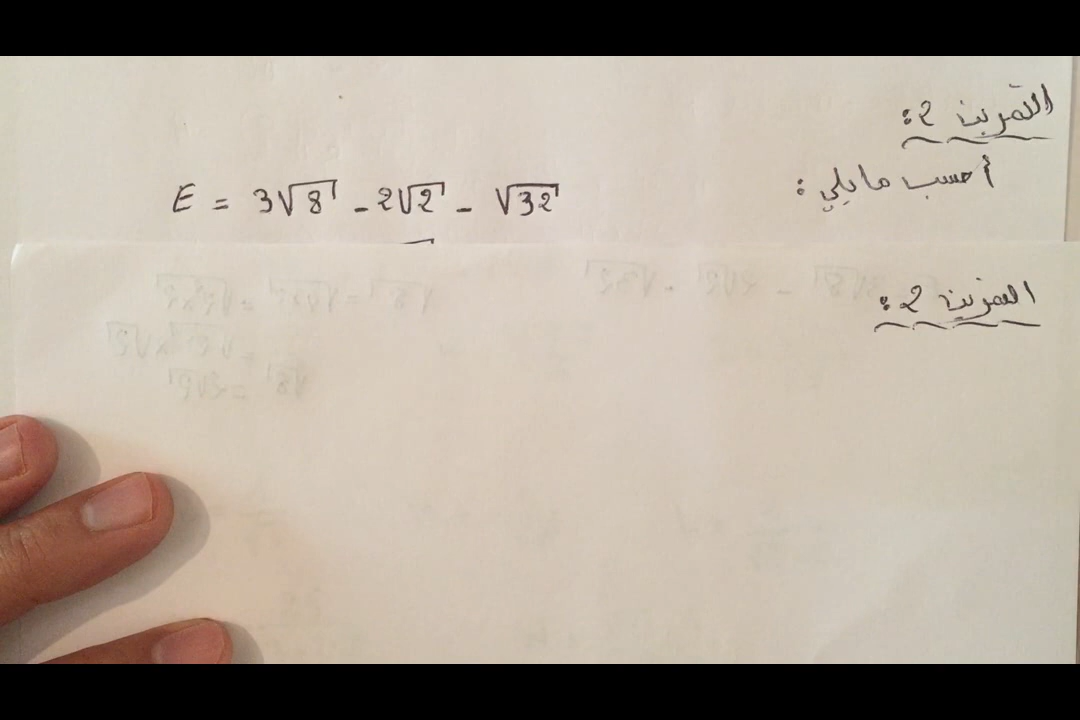 التمرين 2:
أحسب مايلي:
E = 3√8 - 2√2 - √32
التمرين 2: